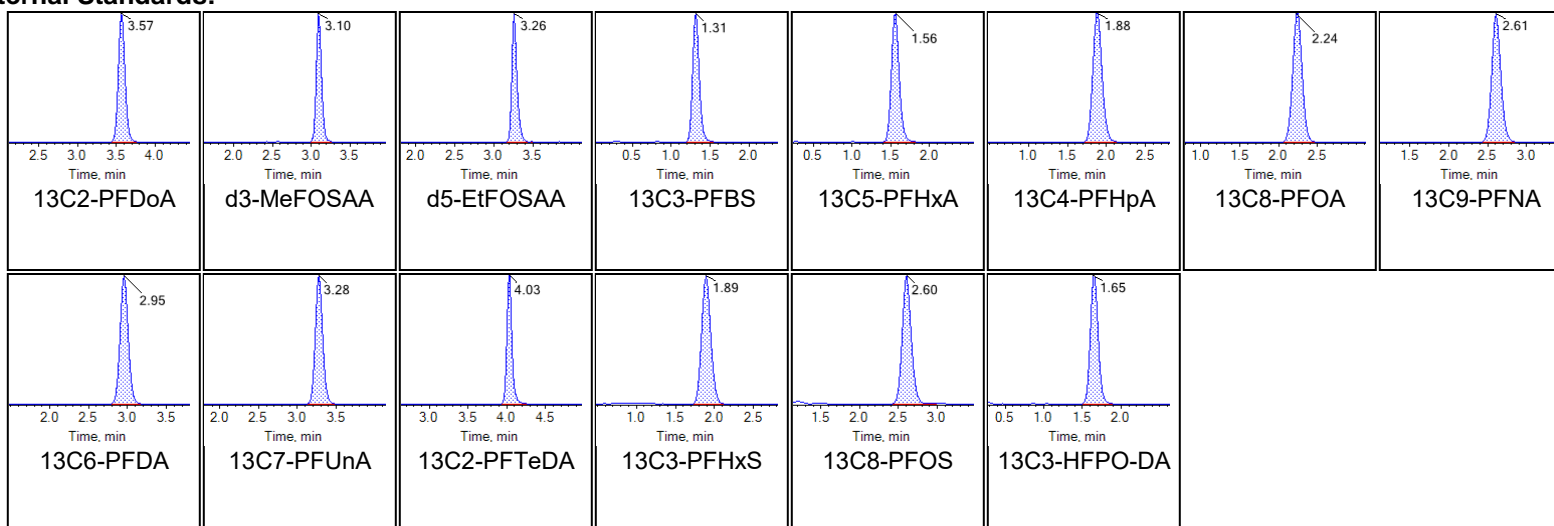 ternal Standards:
3.57 3.10 3.26 1.31 1.56 1.88 2.24 2.61
2.5 3.0 3.5 4.0 2.0 2.5 3.0 3.5 2.0 2.5 3.0 3.5 0.5 1.0 1.5 2.0 0.5 1.0 1.5 2.0 1.0 1.5 2.0 2.5 1.0 1.5 2.0 2.5 1.5 2.0 2.5 3.0
Time, min Time, min Time, min Time, min Time, min Time, min Time, min Time, min
13C2-PFDoA d3-MeFOSAA d5-EtFOSAA 13C3-PFBS 13C5-PFHxA 13C4-PFHpA 13C8-PFOA 13C9-PFNA
2.95 3.28 4.03 1.89 2.60 1.65
2.0 2.5 3.0 3.5 2.0 2.5 3.0 3.5 3.0 3.5 4.0 4.5 1.0 1.5 2.0 2.5 1.5 2.0 2.5 3.0 0.5 1.0 1.5 2.0
Time, min Time, min Time, min Time, min Time, min Time, min
13C6-PFDA 13C7-PFUnA 13C2-PFTeDA 13C3-PFHxS 13C8-PFOS 13C3-HFPO-DA